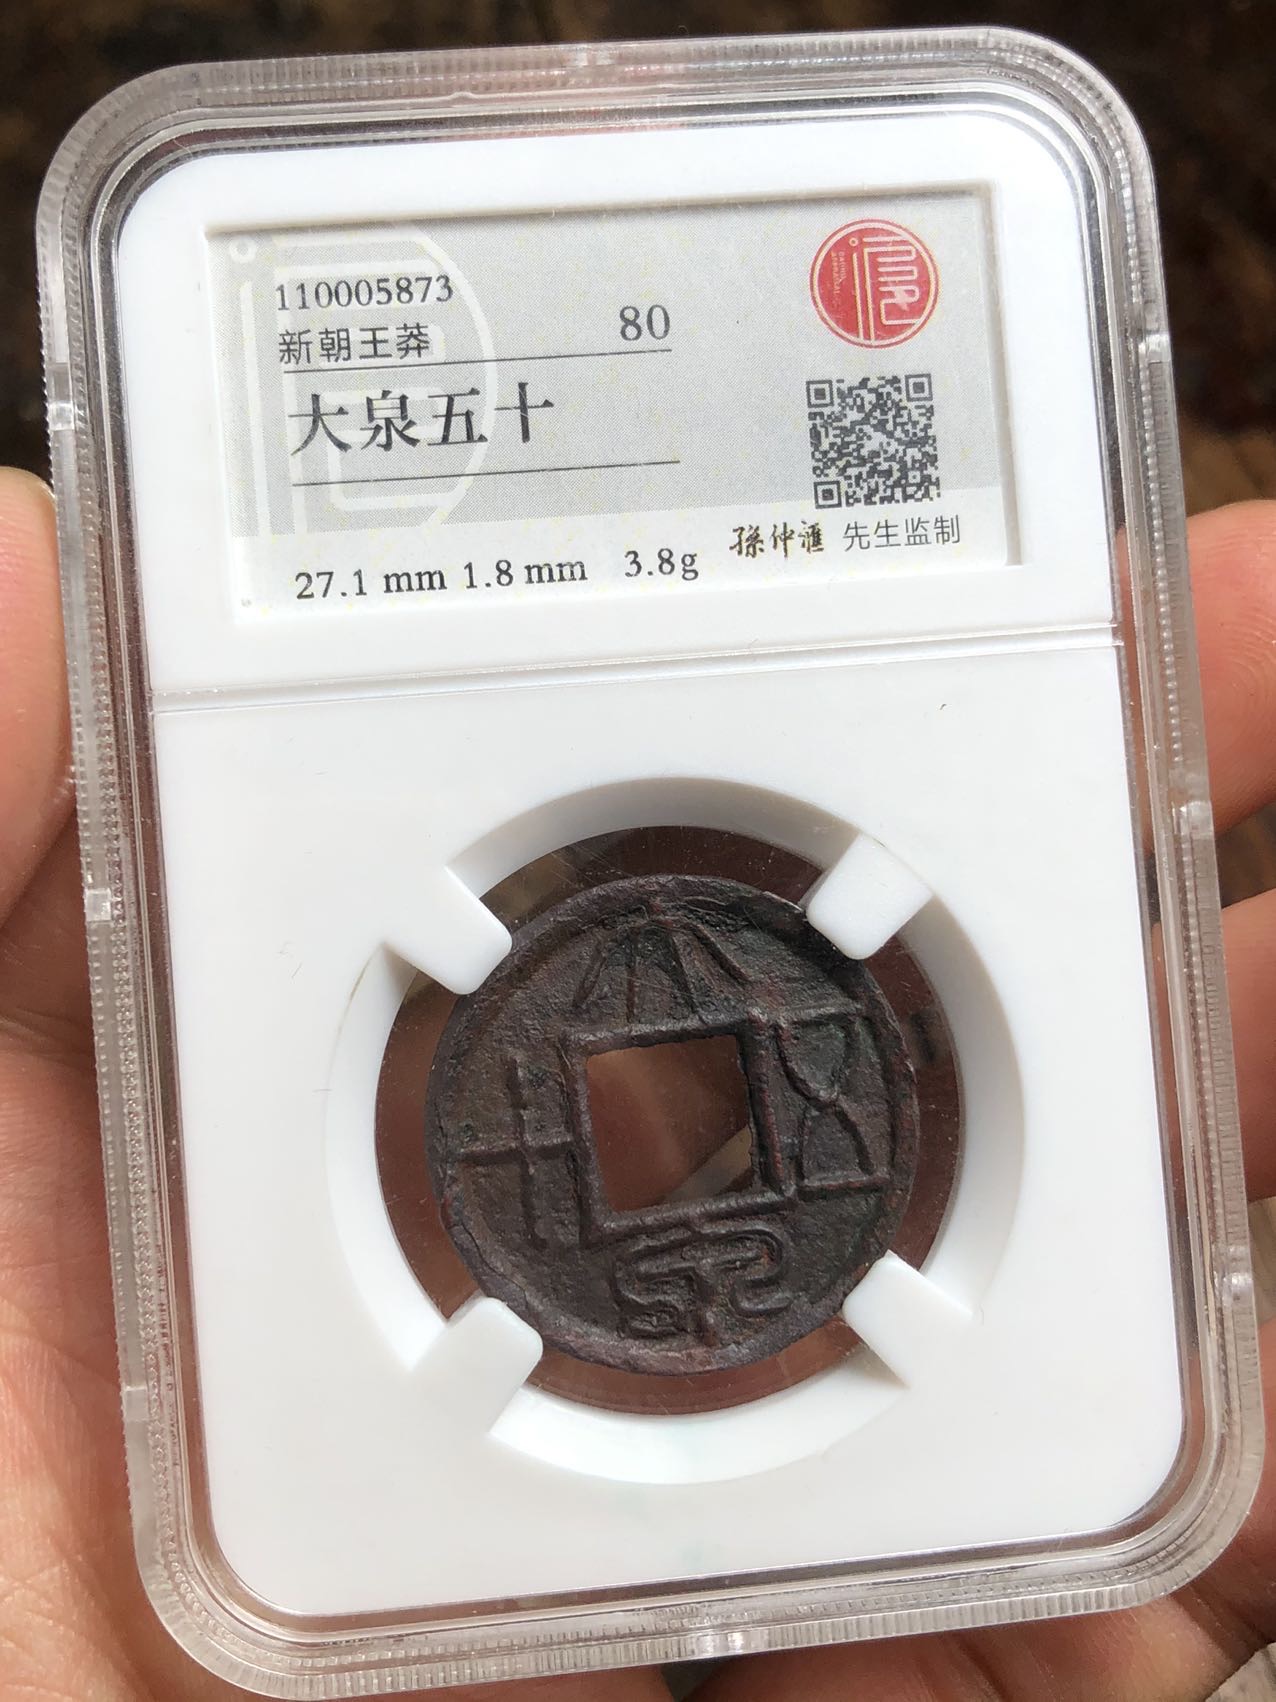 110005873
新朝王莽
80
大泉五十
27.1 mm 1.8 mm 3.8g
孫仲滙 先生监制
大
五
十
泉